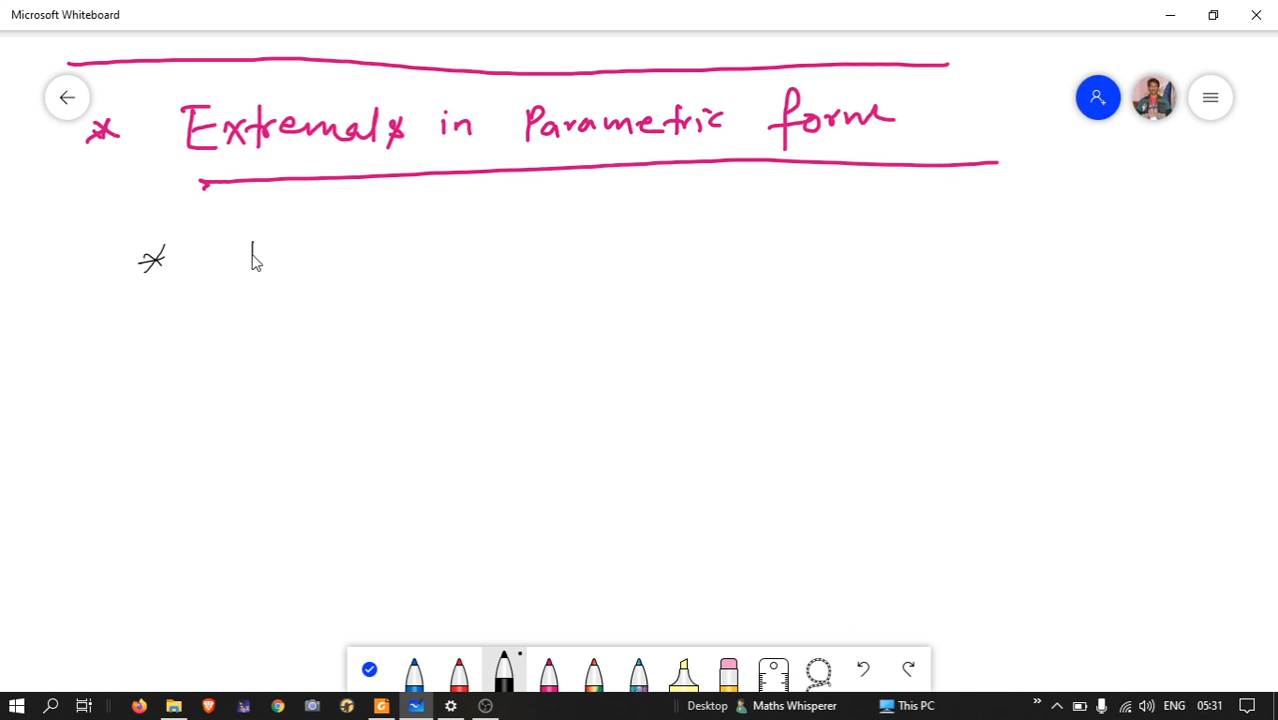 Microsoft Whiteboard
* Extremals in Parametric form
*
Desktop Maths Whisperer This PC » ENG 05:31